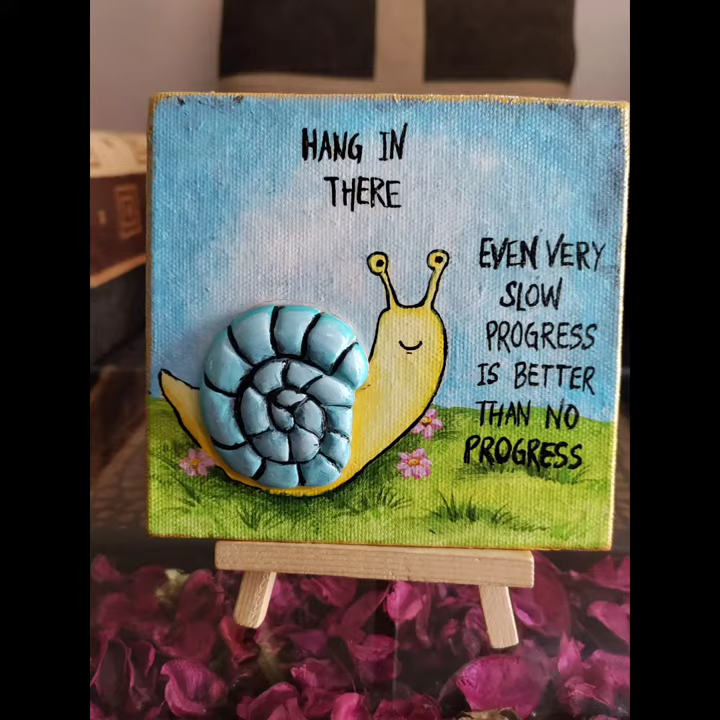 HANG IN
THERE
EVEN VERY
SLOW
PROGRESS
IS BETTER
THAN NO
PROGRESS